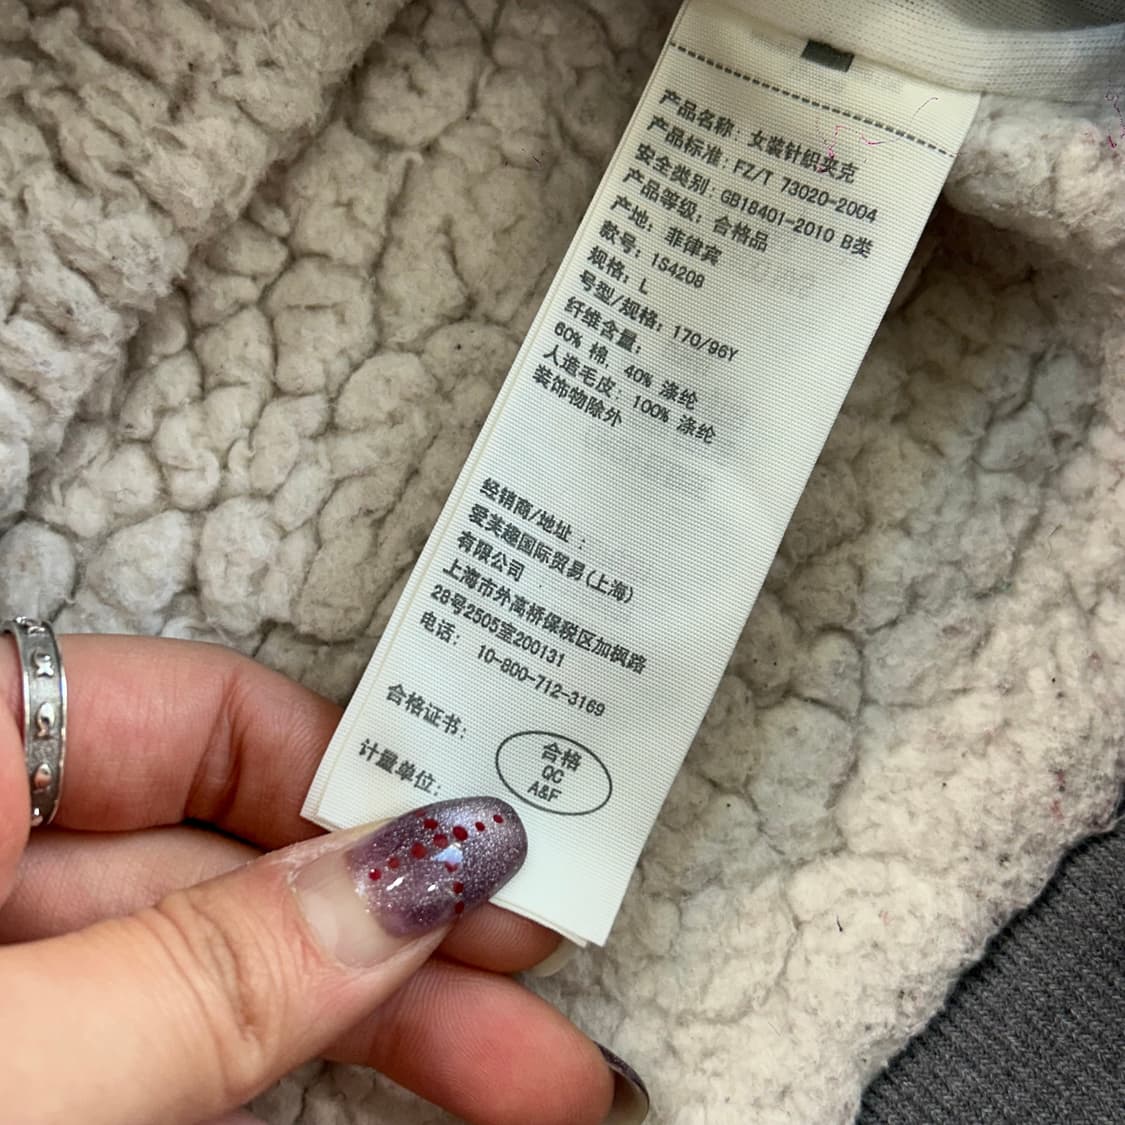 产品名称: 女装针织夹克
产品标准: FZ/T 73020-2004
安全类别: GB18401-2010 B类
产品等级: 合格品
产地: 菲律宾
款号: 1S4208
规格: L
号型/规格: 170/96Y
纤维含量:
60% 棉, 40% 涤纶
人造毛皮: 100% 涤纶
装饰物除外
经销商/地址:
爱芙趣国际贸易(上海)
有限公司
上海市外高桥保税区加枫路
28号2505室200131
电话: 10-800-712-3169
合格证书:
合格
QC
A&F
计量单位: